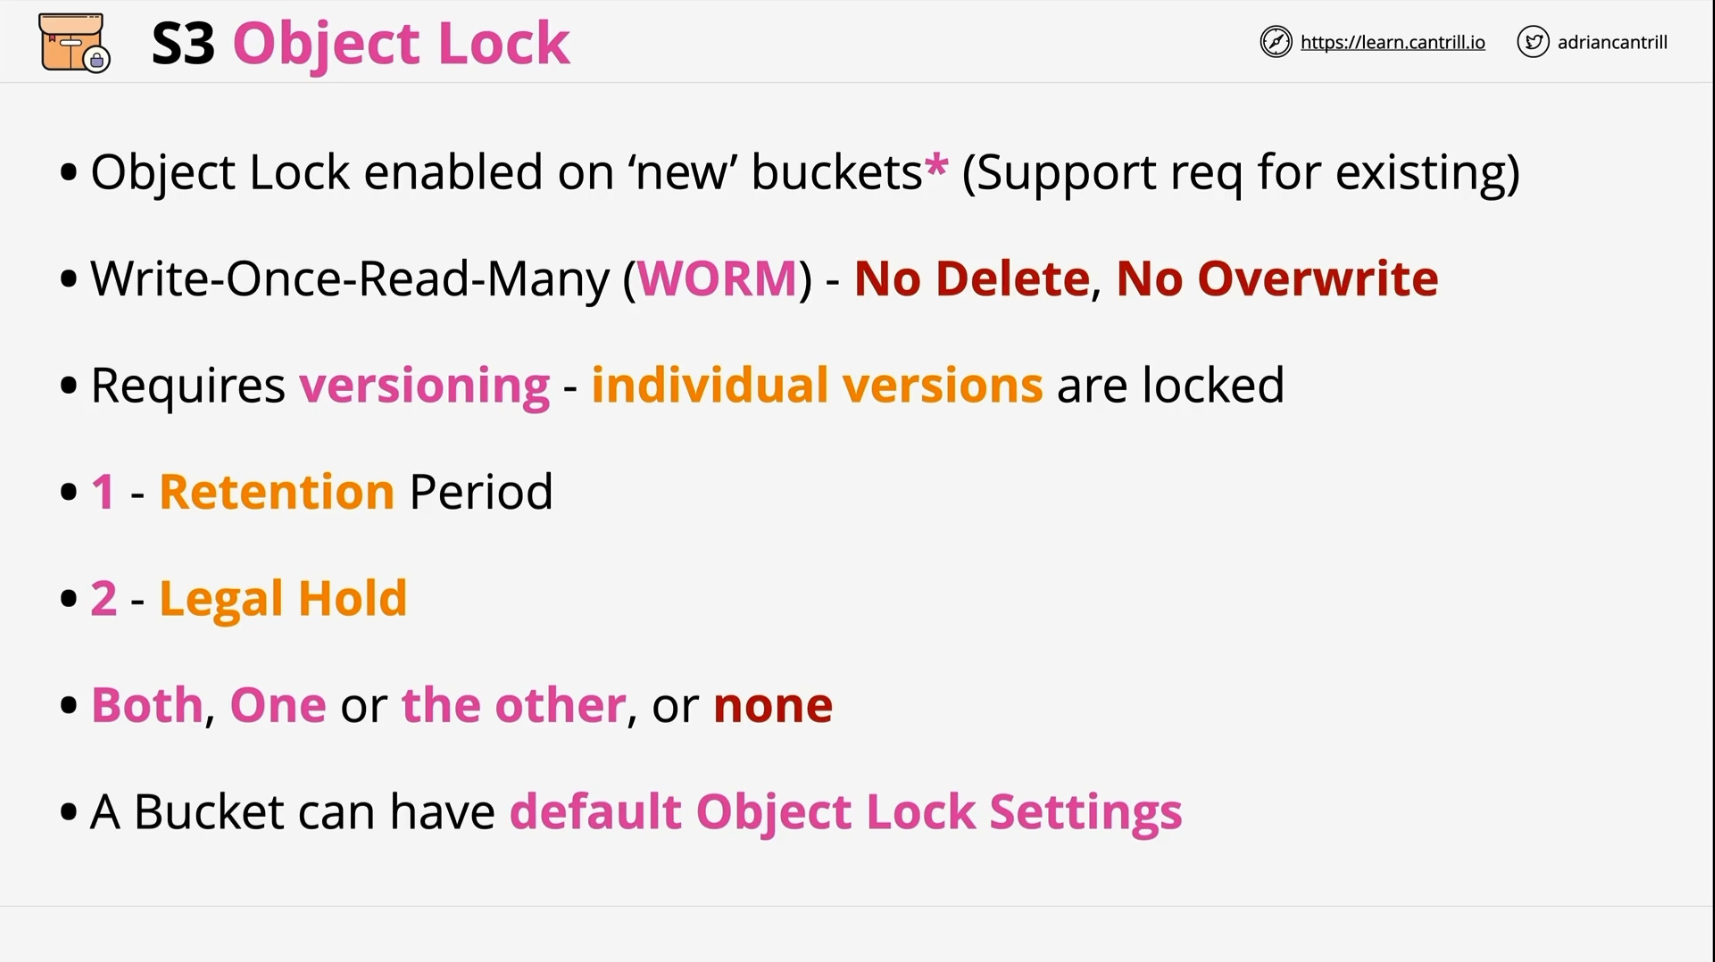 S3 Object Lock
https://learn.cantrill.io
adriancantrill
• Object Lock enabled on ‘new’ buckets* (Support req for existing)
• Write-Once-Read-Many (WORM) - No Delete, No Overwrite
• Requires versioning - individual versions are locked
• 1 - Retention Period
• 2 - Legal Hold
• Both, One or the other, or none
• A Bucket can have default Object Lock Settings